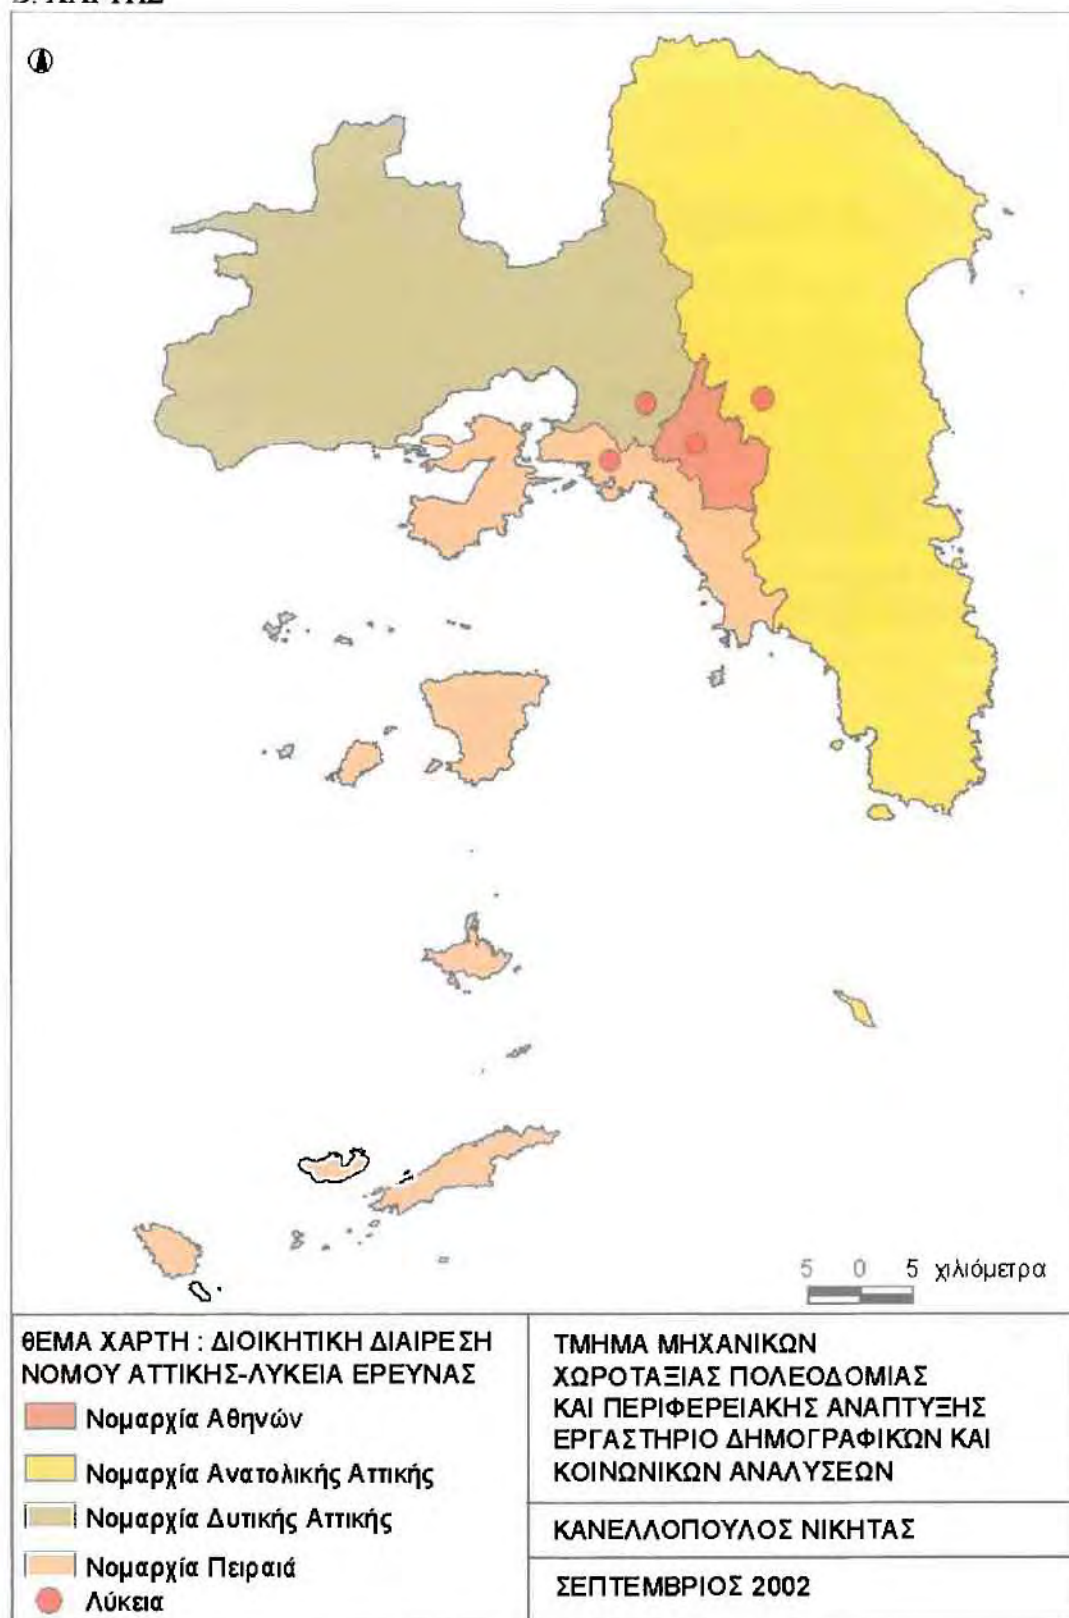 5 0 5 χιλιόμετρα
ΘΕΜΑ ΧΑΡΤΗ : ΔΙΟΙΚΗΤΙΚΗ ΔΙΑΙΡΕΣΗ
ΝΟΜΟΥ ΑΤΤΙΚΗΣ-ΛΥΚΕΙΑ ΕΡΕΥΝΑΣ
Νομαρχία Αθηνών
Νομαρχία Ανατολικής Αττικής
Νομαρχία Δυτικής Αττικής
Νομαρχία Πειραιά
Λύκεια
ΤΜΗΜΑ ΜΗΧΑΝΙΚΩΝ
ΧΩΡΟΤΑΞΙΑΣ ΠΟΛΕΟΔΟΜΙΑΣ
ΚΑΙ ΠΕΡΙΦΕΡΕΙΑΚΗΣ ΑΝΑΠΤΥΞΗΣ
ΕΡΓΑΣΤΗΡΙΟ ΔΗΜΟΓΡΑΦΙΚΩΝ ΚΑΙ
ΚΟΙΝΩΝΙΚΩΝ ΑΝΑΛΥΣΕΩΝ
ΚΑΝΕΛΛΟΠΟΥΛΟΣ ΝΙΚΗΤΑΣ
ΣΕΠΤΕΜΒΡΙΟΣ 2002